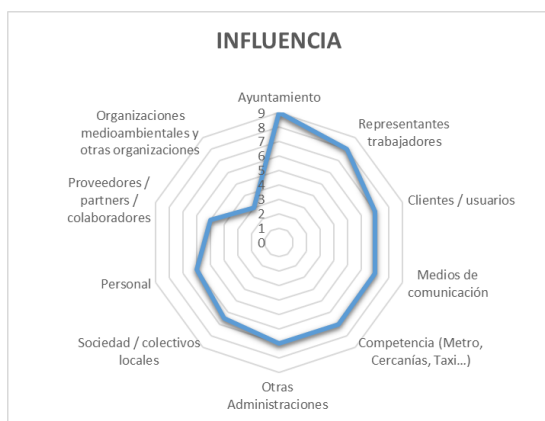 INFLUENCIA
Ayuntamiento
Representantes
trabajadores
Clientes / usuarios
Medios de
comunicación
Competencia (Metro,
Cercanías, Taxi...)
Otras
Administraciones
Sociedad / colectivos
locales
Personal
Proveedores /
partners /
colaboradores
Organizaciones
medioambientales y
otras organizaciones
9
8
7
6
5
4
3
2
1
0